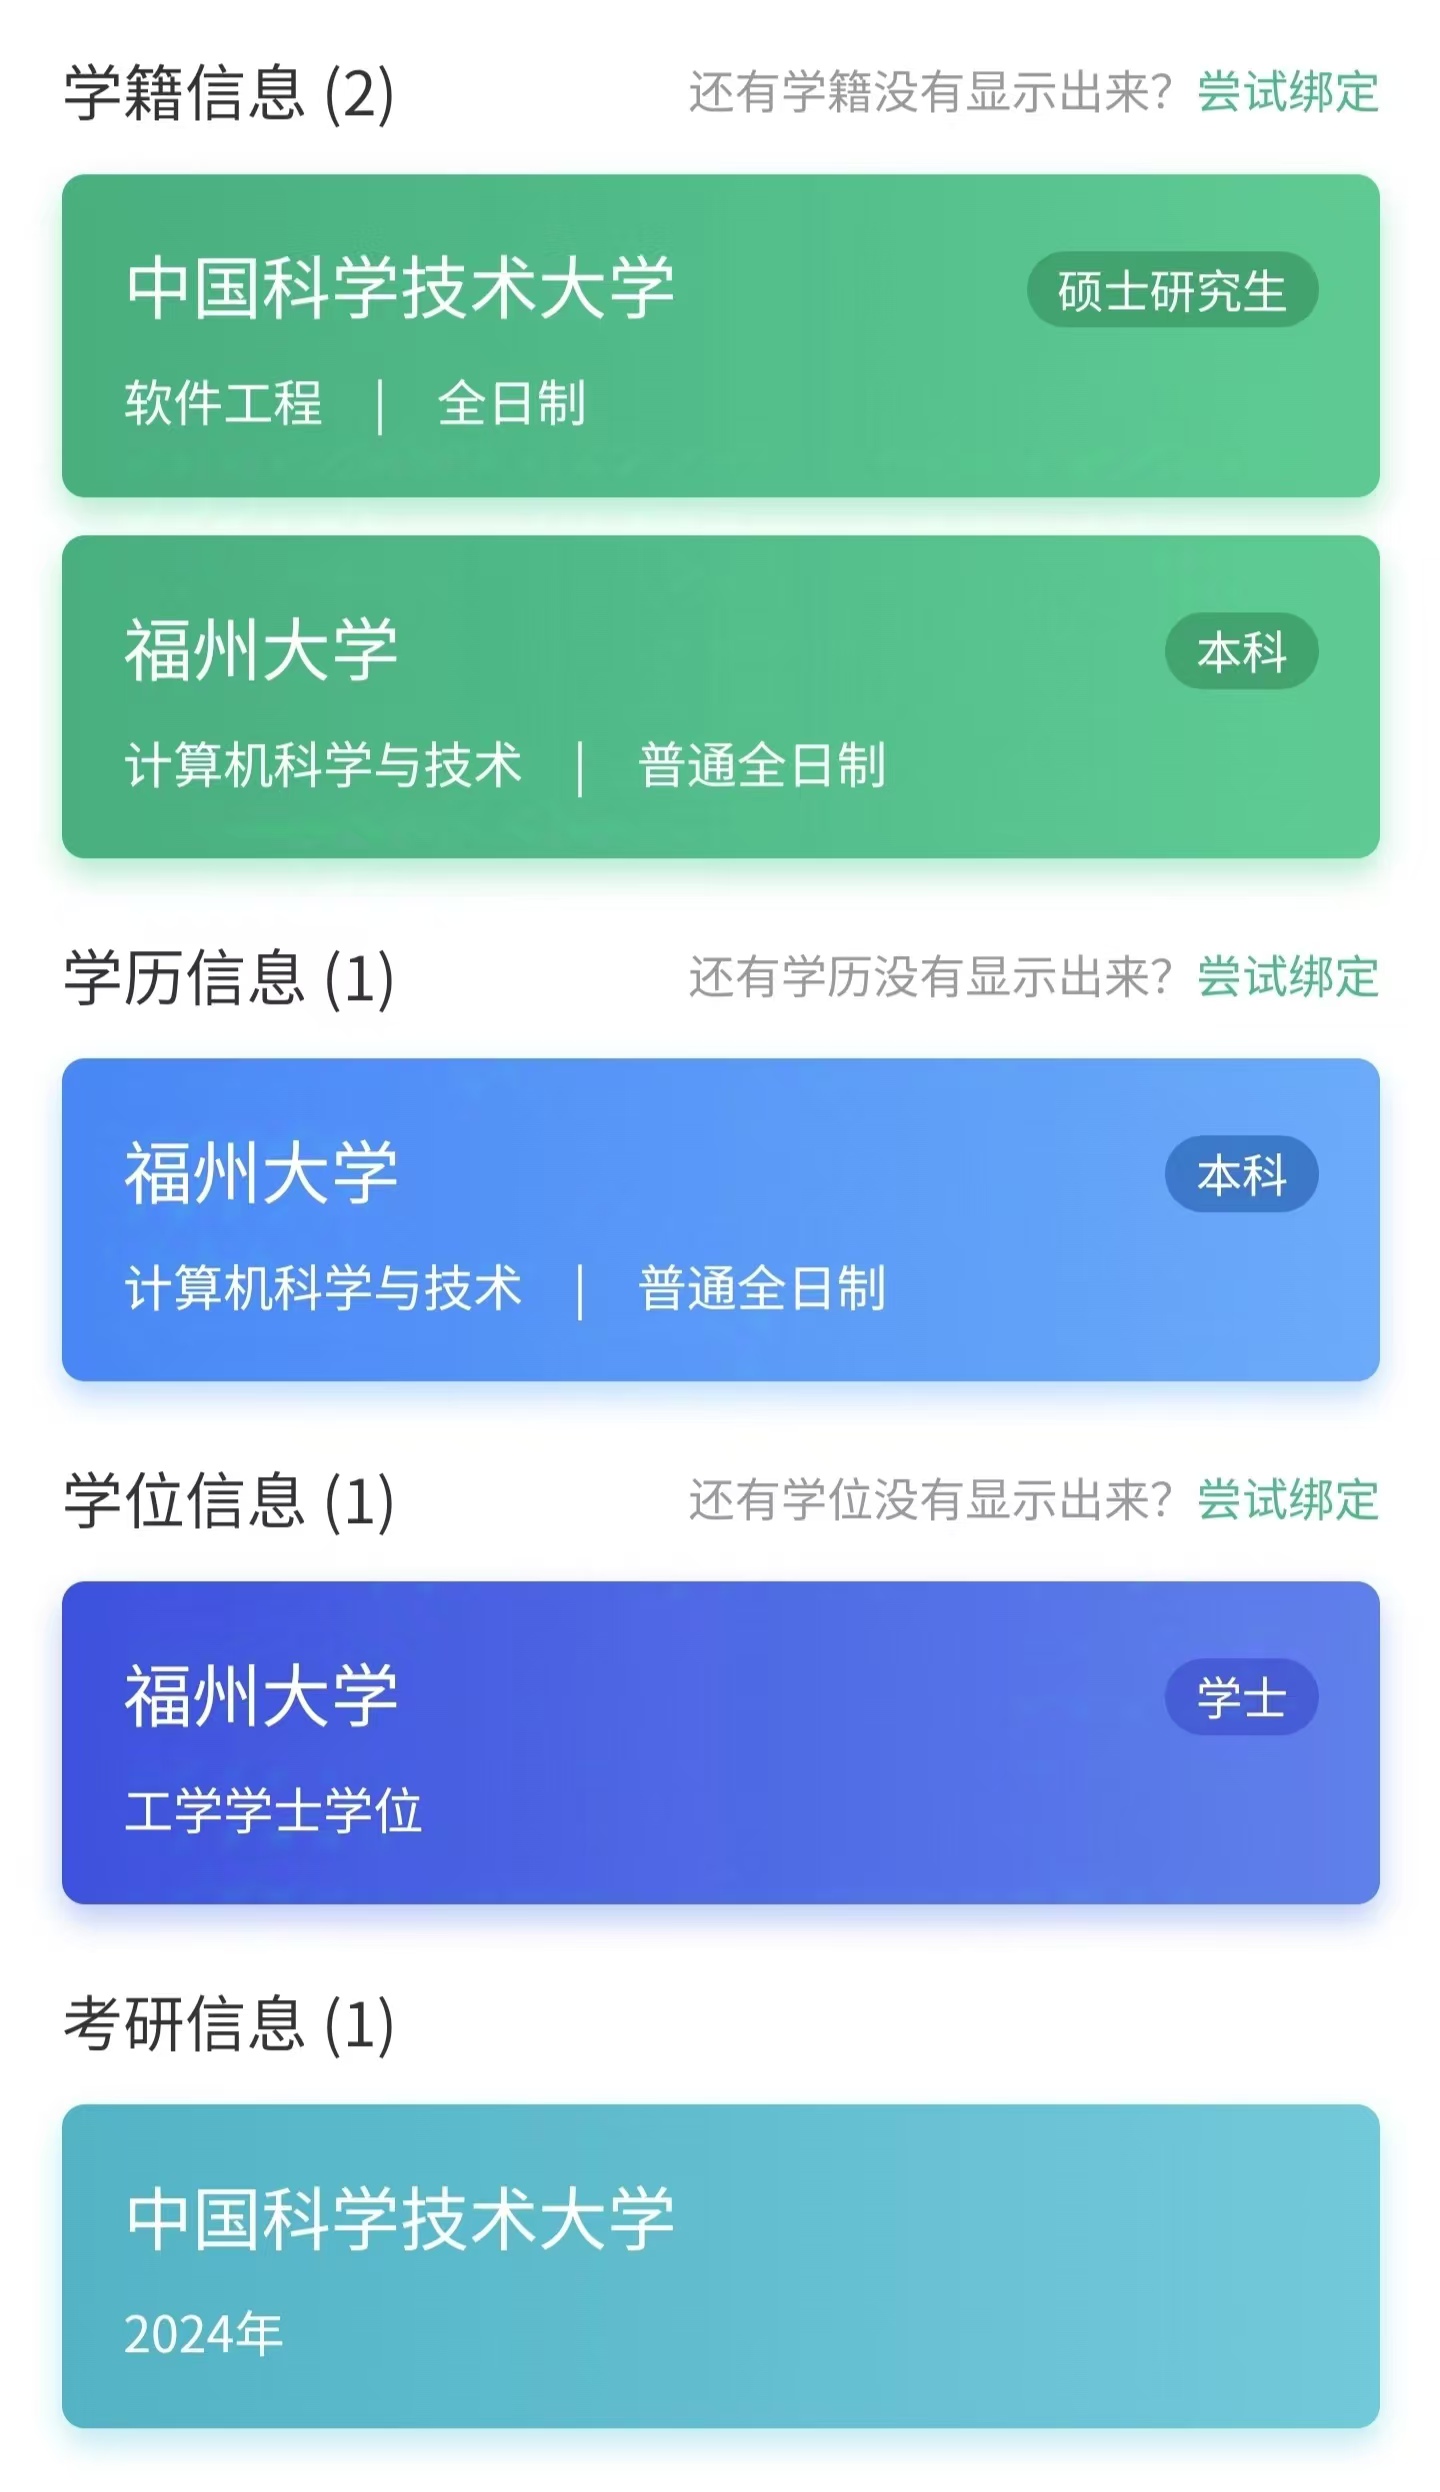 学籍信息 (2) 还有学籍没有显示出来？尝试绑定
中国科学技术大学 硕士研究生
软件工程 | 全日制
福州大学 本科
计算机科学与技术 | 普通全日制
学历信息 (1) 还有学历没有显示出来？尝试绑定
福州大学 本科
计算机科学与技术 | 普通全日制
学位信息 (1) 还有学位没有显示出来？尝试绑定
福州大学 学士
工学学士学位
考研信息 (1)
中国科学技术大学
2024年